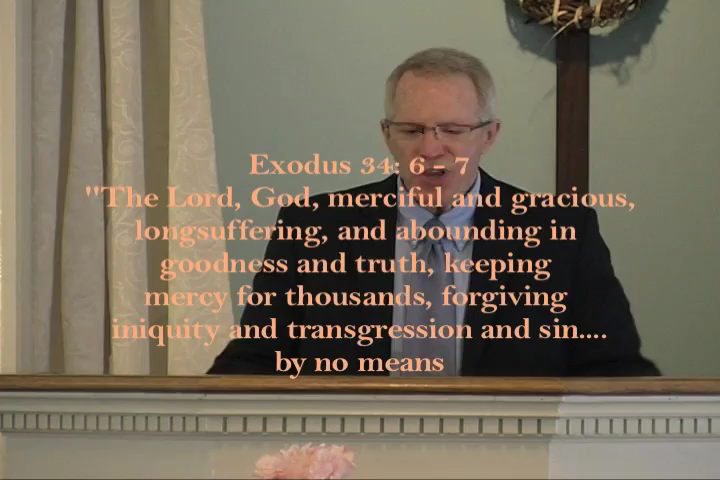 Exodus 34: 6 - 7
"The Lord, God, merciful and gracious,
longsuffering, and abounding in
goodness and truth, keeping
mercy for thousands, forgiving
iniquity and transgression and sin....
by no means